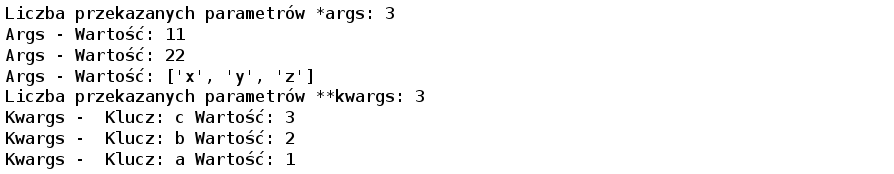 Liczba przekazanych parametrów *args: 3
Args - Wartość: 11
Args - Wartość: 22
Args - Wartość: ['x', 'y', 'z']
Liczba przekazanych parametrów **kwargs: 3
Kwargs -  Klucz: c Wartość: 3
Kwargs -  Klucz: b Wartość: 2
Kwargs -  Klucz: a Wartość: 1